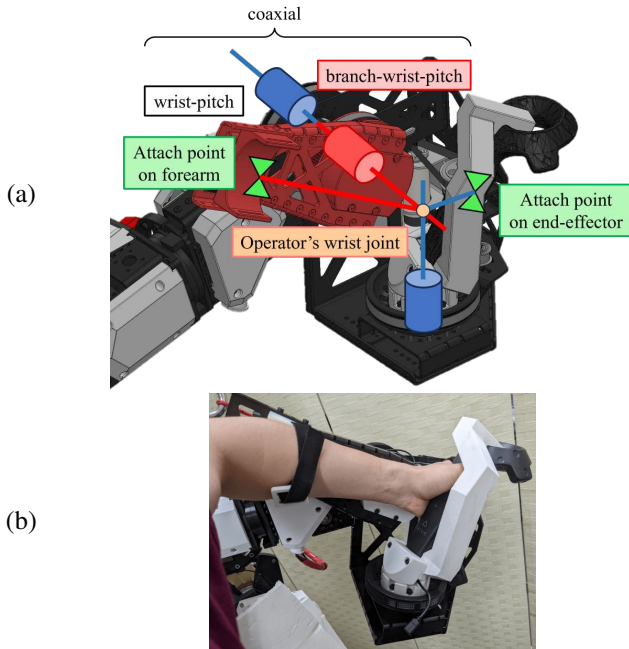 coaxial
branch-wrist-pitch
wrist-pitch
Attach point
on forearm
(a)
Attach point
on end-effector
Operator's wrist joint
(b)